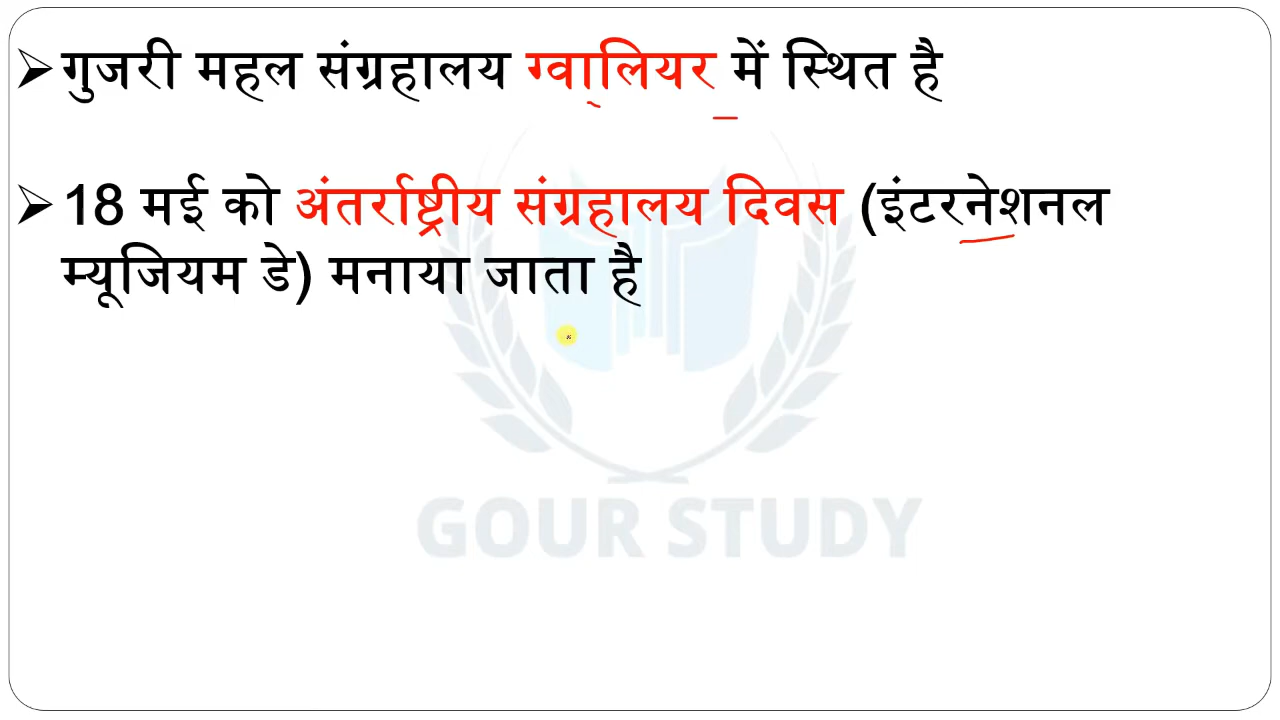 ➢गुजरी महल संग्रहालय ग्वालियर में स्थित है
➢18 मई को अंतर्राष्ट्रीय संग्रहालय दिवस (इंटरनेशनल
म्यूजियम डे) मनाया जाता है
GOUR STUDY